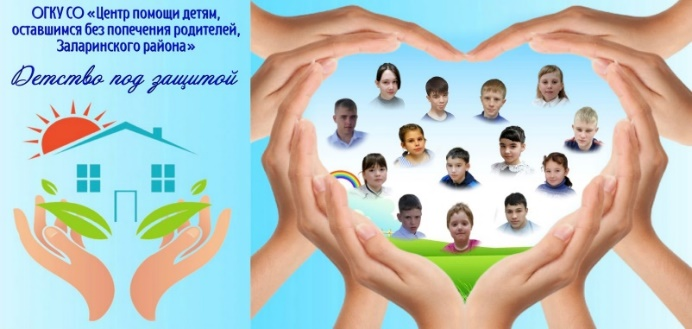 ОГКУ СО «Центр помощи детям,
оставшимся без попечения родителей,
Заларинского района»
Детство под защитой